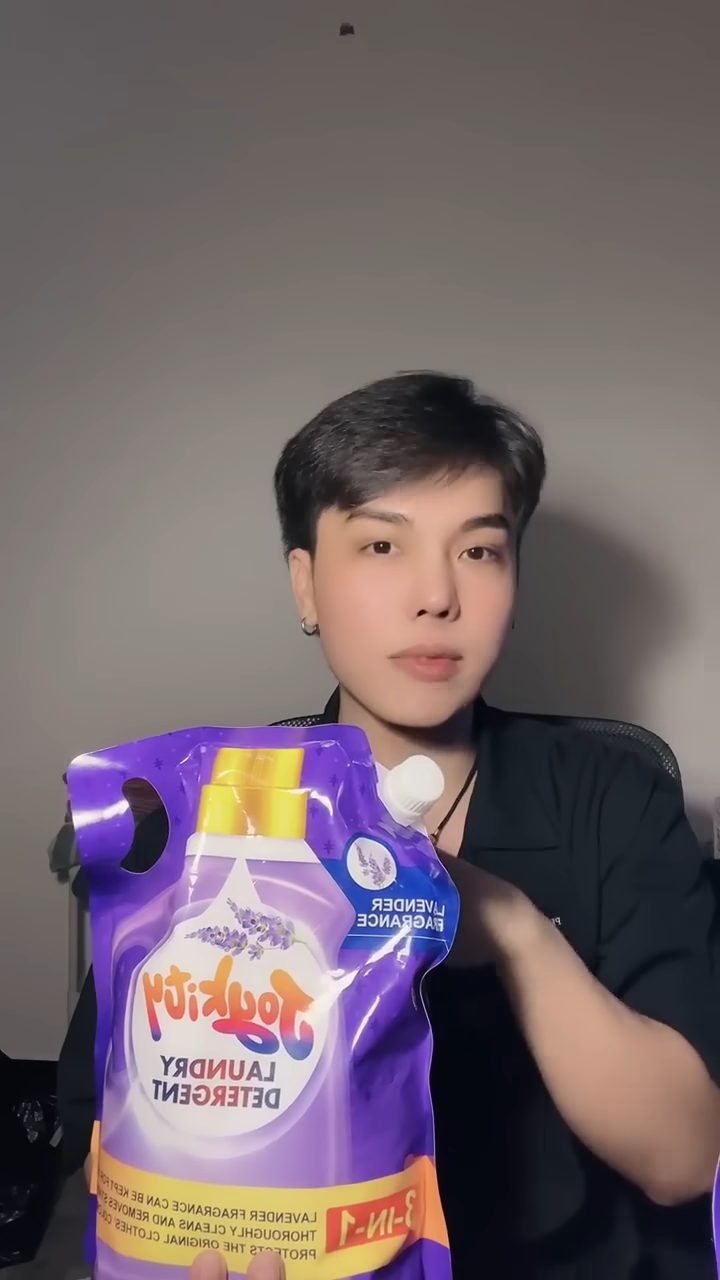 LAVENDER
FRAGRANCE
Joykity
LAUNDRY
DETERGENT
3-IN-1
LAVENDER FRAGRANCE CAN BE KEPT FOR
THOROUGHLY CLEANS AND REMOVES
PROTECTS THE ORIGINAL CLOTHES